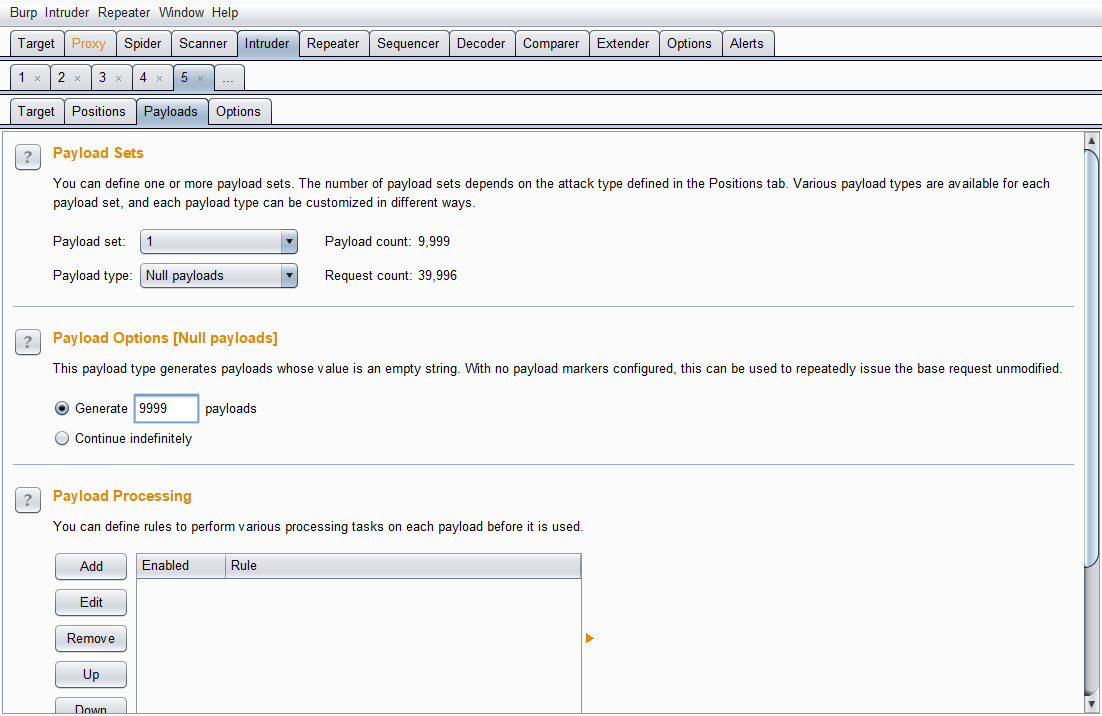 Burp Intruder Repeater Window Help
Target Proxy Spider Scanner Intruder Repeater Sequencer Decoder Comparer Extender Options Alerts
1 × 2 × 3 × 4 × 5 × ...
Target Positions Payloads Options
? Payload Sets
You can define one or more payload sets. The number of payload sets depends on the attack type defined in the Positions tab. Various payload types are available for each
payload set, and each payload type can be customized in different ways.
Payload set: 1 Payload count: 9,999
Payload type: Null payloads Request count: 39,996
? Payload Options [Null payloads]
This payload type generates payloads whose value is an empty string. With no payload markers configured, this can be used to repeatedly issue the base request unmodified.
Generate 9999 payloads
Continue indefinitely
? Payload Processing
You can define rules to perform various processing tasks on each payload before it is used.
Add Enabled Rule
Edit
Remove
Up
Down